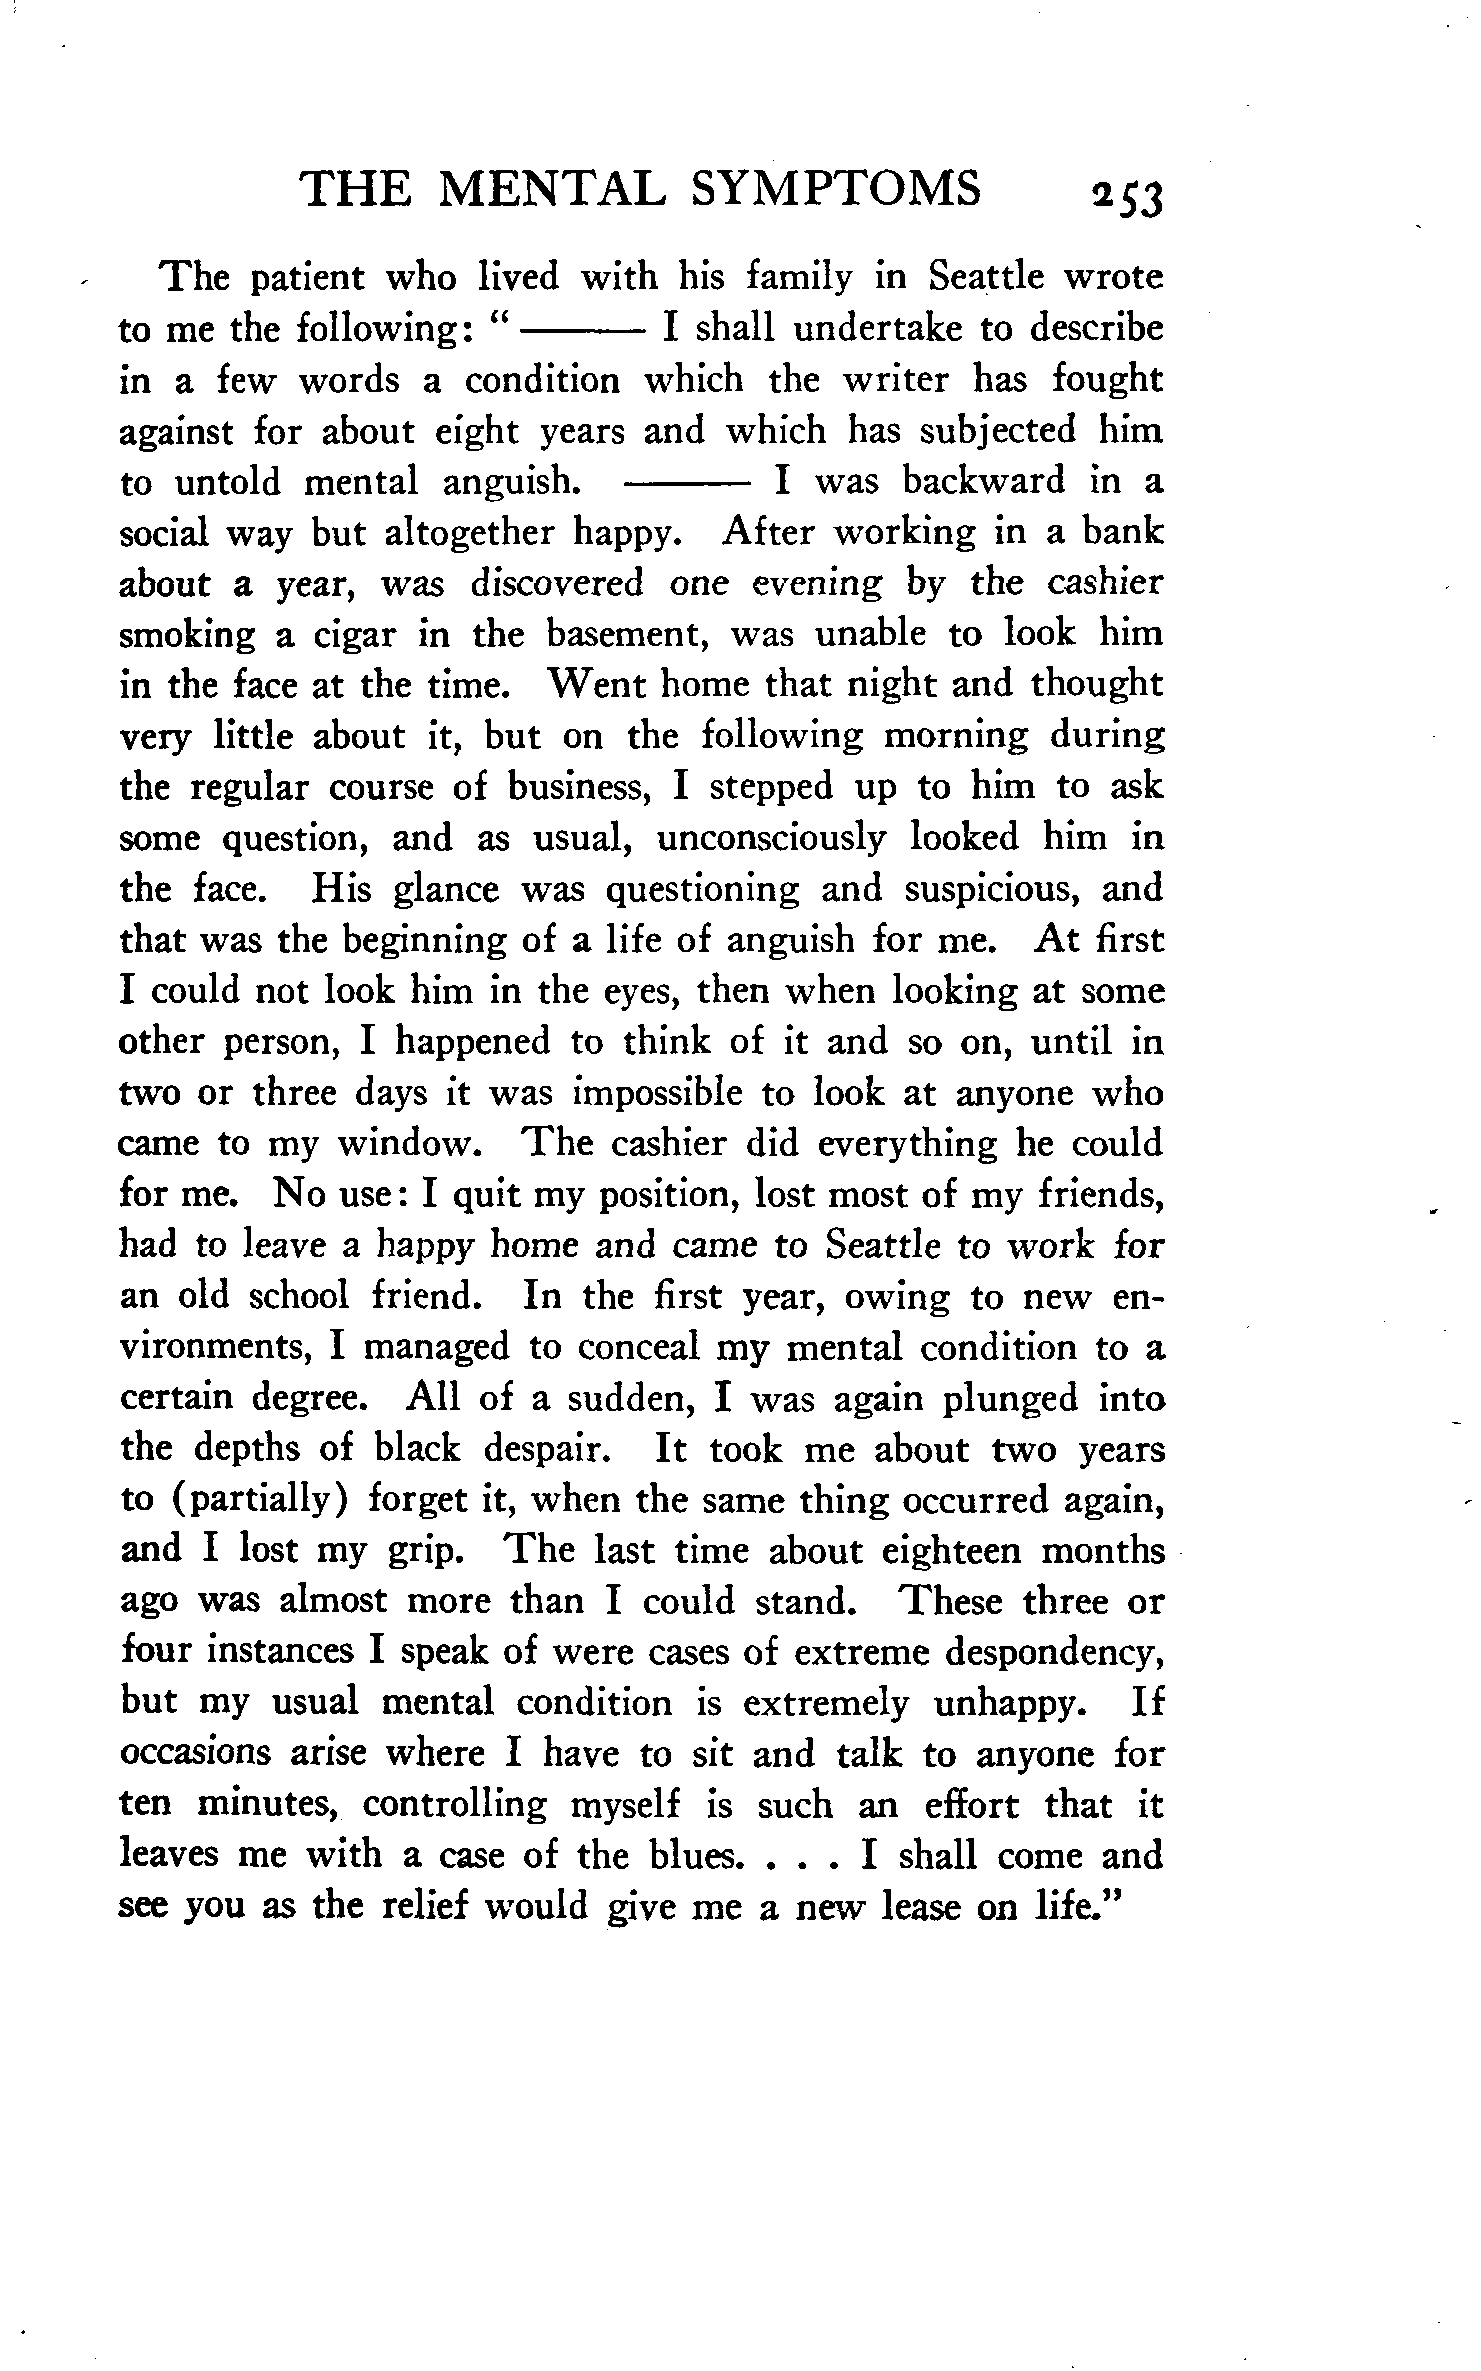 THE MENTAL SYMPTOMS 253
The patient who lived with his family in Seattle wrote
to me the following: “ ——— I shall undertake to describe
in a few words a condition which the writer has fought
against for about eight years and which has subjected him
to untold mental anguish. ——— I was backward in a
social way but altogether happy. After working in a bank
about a year, was discovered one evening by the cashier
smoking a cigar in the basement, was unable to look him
in the face at the time. Went home that night and thought
very little about it, but on the following morning during
the regular course of business, I stepped up to him to ask
some question, and as usual, unconsciously looked him in
the face. His glance was questioning and suspicious, and
that was the beginning of a life of anguish for me. At first
I could not look him in the eyes, then when looking at some
other person, I happened to think of it and so on, until in
two or three days it was impossible to look at anyone who
came to my window. The cashier did everything he could
for me. No use: I quit my position, lost most of my friends,
had to leave a happy home and came to Seattle to work for
an old school friend. In the first year, owing to new en-
vironments, I managed to conceal my mental condition to a
certain degree. All of a sudden, I was again plunged into
the depths of black despair. It took me about two years
to (partially) forget it, when the same thing occurred again,
and I lost my grip. The last time about eighteen months
ago was almost more than I could stand. These three or
four instances I speak of were cases of extreme despondency,
but my usual mental condition is extremely unhappy. If
occasions arise where I have to sit and talk to anyone for
ten minutes, controlling myself is such an effort that it
leaves me with a case of the blues. . . . I shall come and
see you as the relief would give me a new lease on life.”